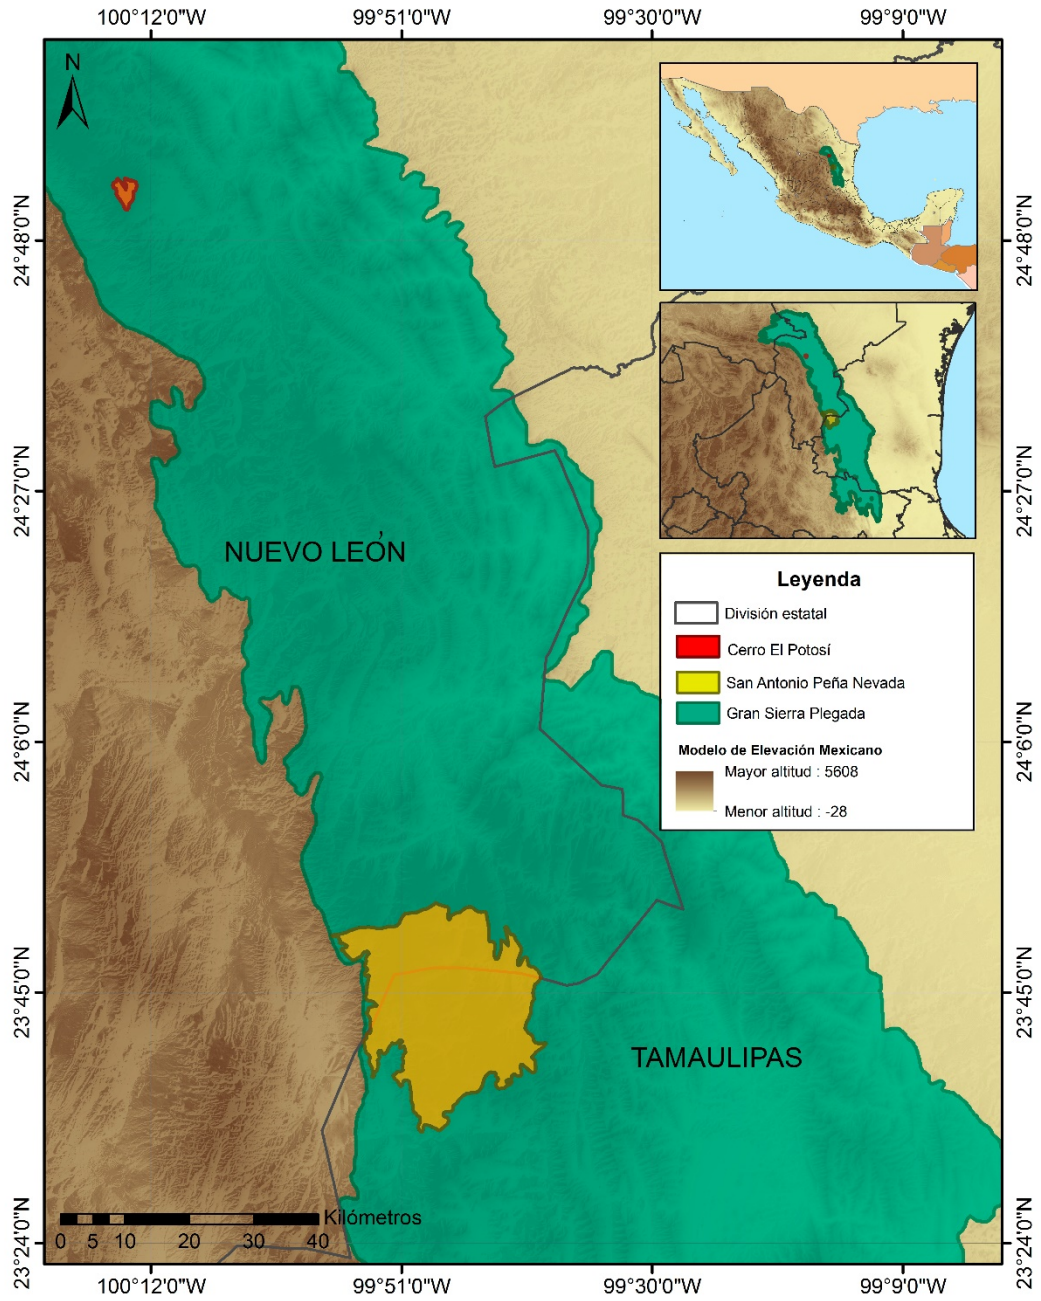 100°12'0"W 99°51'0"W 99°30'0"W 99°9'0"W
N
24°48'0"N 24°48'0"N
24°27'0"N 24°27'0"N
NUEVO LEÓN
Leyenda
División estatal
Cerro El Potosí
San Antonio Peña Nevada
Gran Sierra Plegada
24°6'0"N 24°6'0"N
Modelo de Elevación Mexicano
Mayor altitud : 5608
Menor altitud : -28
23°45'0"N 23°45'0"N
TAMAULIPAS
Kilómetros
0 5 10 20 30 40
23°24'0"N 23°24'0"N
100°12'0"W 99°51'0"W 99°30'0"W 99°9'0"W